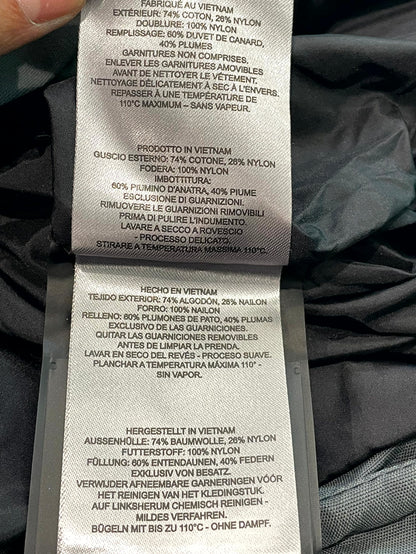 FABRIQUÉ AU VIETNAM
EXTÉRIEUR: 74% COTON, 26% NYLON
DOUBLURE: 100% NYLON
REMPLISSAGE: 60% DUVET DE CANARD,
40% PLUMES
GARNITURES NON COMPRISES,
ENLEVER LES GARNITURES AMOVIBLES
AVANT DE NETTOYER LE VÊTEMENT.
NETTOYAGE DÉLICATEMENT À SEC À L'ENVERS.
REPASSER À UNE TEMPÉRATURE DE
110°C MAXIMUM – SANS VAPEUR.
PRODOTTO IN VIETNAM
GUSCIO ESTERNO: 74% COTONE, 26% NYLON
FODERA: 100% NYLON
IMBOTTITURA:
60% PIUMINO D'ANATRA, 40% PIUME
ESCLUSIONE DI GUARNIZIONI.
RIMUOVERE LE GUARNIZIONI RIMOVIBILI
PRIMA DI PULIRE L'INDUMENTO.
LAVARE A SECCO A ROVESCIO
- PROCESSO DELICATO.
STIRARE A TEMPERATURA MASSIMA 110°C.
HECHO EN VIETNAM
TEJIDO EXTERIOR: 74% ALGODÓN, 26% NAILON
FORRO: 100% NAILON
RELLENO: 60% PLUMONES DE PATO, 40% PLUMAS
EXCLUSIVO DE LAS GUARNICIONES.
QUITAR LAS GUARNICIONES REMOVIBLES
ANTES DE LIMPIAR LA PRENDA.
LAVAR EN SECO DEL REVÉS - PROCESO SUAVE.
PLANCHAR A TEMPERATURA MÁXIMA 110° -
SIN VAPOR.
HERGESTELLT IN VIETNAM
AUSSENHÜLLE: 74% BAUMWOLLE, 26% NYLON
FUTTERSTOFF: 100% NYLON
FÜLLUNG: 60% ENTENDAUNEN, 40% FEDERN
EXKLUSIV VON BESATZ.
VERWIJDER AFNEEMBARE GARNERINGEN VÓÓR
HET REINIGEN VAN HET KLEDINGSTUK.
AUF LINKSHERUM CHEMISCH REINIGEN -
MILDES VERFAHREN.
BÜGELN MIT BIS ZU 110°C - OHNE DAMPF.